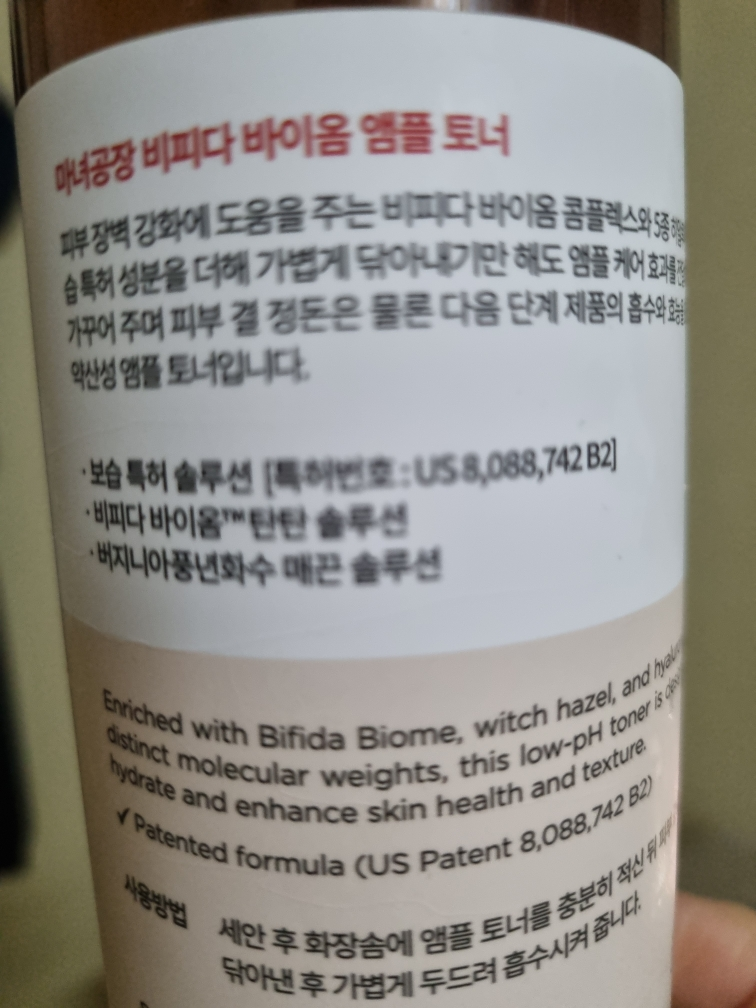 마녀공장 비피다 바이옴 앰플 토너
피부 장벽 강화에 도움을 주는 비피다 바이옴 콤플렉스와 5종
습 특허 성분을 더해 가볍게 닦아내기만 해도 앰플 케어 효과를
가꾸어 주며 피부 결 정돈은 물론 다음 단계 제품의 흡수와 효능을
약산성 앰플 토너입니다.
· 보습 특허 솔루션 [특허번호 : US 8,088,742 B2]
· 비피다 바이옴™ 탄탄 솔루션
· 버지니아풍년화수 매끈 솔루션
Enriched with Bifida Biome, witch hazel, and
distinct molecular weights, this low-pH toner is
hydrate and enhance skin health and texture.
✓ Patented formula (US Patent 8,088,742 B2)
사용방법 세안 후 화장솜에 앰플 토너를 충분히 적신 뒤
닦아낸 후 가볍게 두드려 흡수시켜 줍니다.